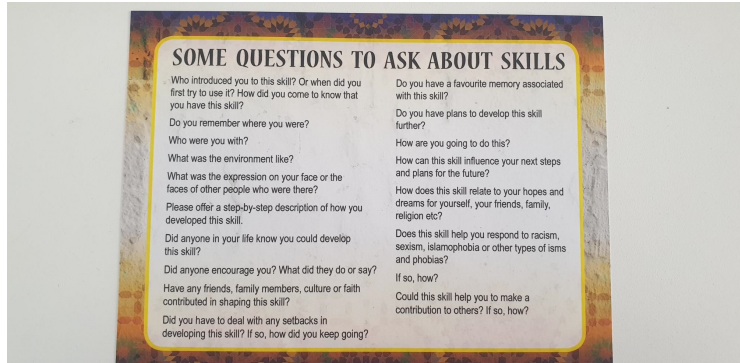 SOME QUESTIONS TO ASK ABOUT SKILLS
Who introduced you to this skill? Or when did you
first try to use it? How did you come to know that
you have this skill?
Do you remember where you were?
Who were you with?
What was the environment like?
What was the expression on your face or the
faces of other people who were there?
Please offer a step-by-step description of how you
developed this skill.
Did anyone in your life know you could develop
this skill?
Did anyone encourage you? What did they do or say?
Have any friends, family members, culture or faith
contributed in shaping this skill?
Did you have to deal with any setbacks in
developing this skill? If so, how did you keep going?
Do you have a favourite memory associated
with this skill?
Do you have plans to develop this skill
further?
How are you going to do this?
How can this skill influence your next steps
and plans for the future?
How does this skill relate to your hopes and
dreams for yourself, your friends, family,
religion etc?
Does this skill help you respond to racism,
sexism, islamophobia or other types of isms
and phobias?
If so, how?
Could this skill help you to make a
contribution to others? If so, how?